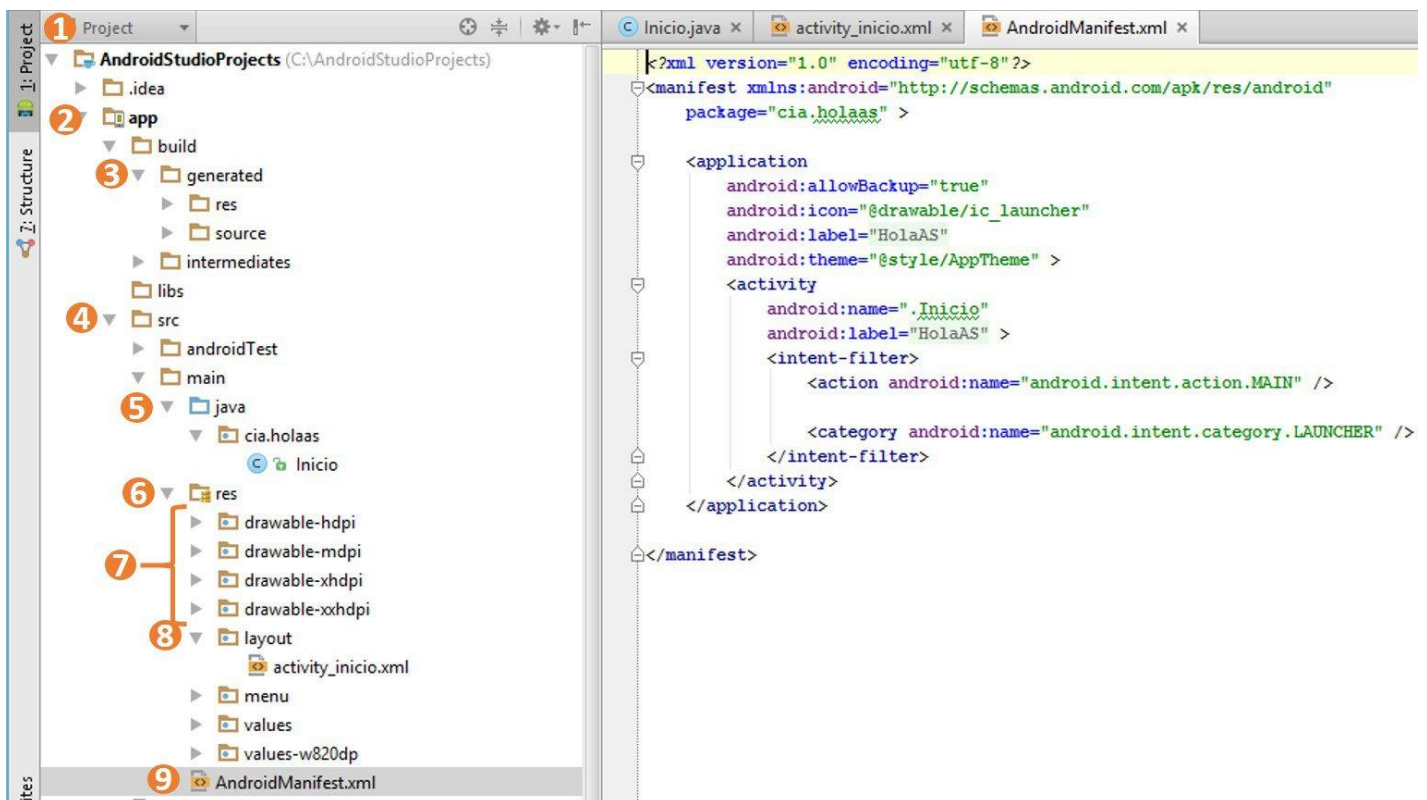 1 Project
AndroidStudioProjects (C:\AndroidStudioProjects)
.idea
2 app
build
3 generated
res
source
intermediates
libs
4 src
androidTest
main
5 java
cia.holaas
C Inicio
6 res
drawable-hdpi
drawable-mdpi
7
drawable-xhdpi
drawable-xxhdpi
8 layout
activity_inicio.xml
menu
values
values-w820dp
9 AndroidManifest.xml
1: Project
7: Structure
ites
C Inicio.java × activity_inicio.xml × AndroidManifest.xml ×
<?xml version="1.0" encoding="utf-8"?>
<manifest xmlns:android="http://schemas.android.com/apk/res/android"
package="cia.holaas" >
<application
android:allowBackup="true"
android:icon="@drawable/ic_launcher"
android:label="HolaAS"
android:theme="@style/AppTheme" >
<activity
android:name=".Inicio"
android:label="HolaAS" >
<intent-filter>
<action android:name="android.intent.action.MAIN" />
<category android:name="android.intent.category.LAUNCHER" />
</intent-filter>
</activity>
</application>
</manifest>